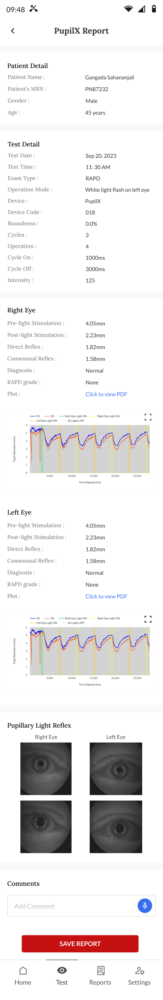 09:48
PupilX Report
Patient Detail
Patient Name : Gangada Sahananjali
Patient's MRN : PN87232
Gender : Male
Age : 45 years
Test Detail
Test Date : Sep 20, 2023
Test Time : 11: 30 AM
Exam Type : RAPD
Operation Mode : White light flash on left eye
Device : PupilX
Device Code : 018
Roundness : 0.0%
Cycles : 3
Operation : 4
Cycle On : 1000ms
Cycle Off : 3000ms
Intensity : 125
Right Eye
Pre-light Stimulation : 4.05mm
Post-light Stimulation : 2.23mm
Direct Reflex : 1.82mm
Consensual Reflex : 1.58mm
Diagnosis : Normal
RAPD grade : None
Plot : Click to view PDF
OS OD Both Eye Light ON Right Eye Light ON
Left Eye Light ON All Lights OFF
6
5
4
3
2
1
0
Pupil Diameters (mm)
5,000 10,000 15,000 20,000 25,000
Time Elapsed (ms)
Left Eye
Pre-light Stimulation : 4.05mm
Post-light Stimulation : 2.23mm
Direct Reflex : 1.82mm
Consensual Reflex : 1.58mm
Diagnosis : Normal
RAPD grade : None
Plot : Click to view PDF
OS OD Both Eye Light ON Right Eye Light ON
Left Eye Light ON All Lights OFF
6
5
4
3
2
1
0
Pupil Diameters (mm)
5,000 10,000 15,000 20,000 25,000
Time Elapsed (ms)
Pupillary Light Reflex
Right Eye Left Eye
Comments
Add Comment
SAVE REPORT
Home Test Reports Settings